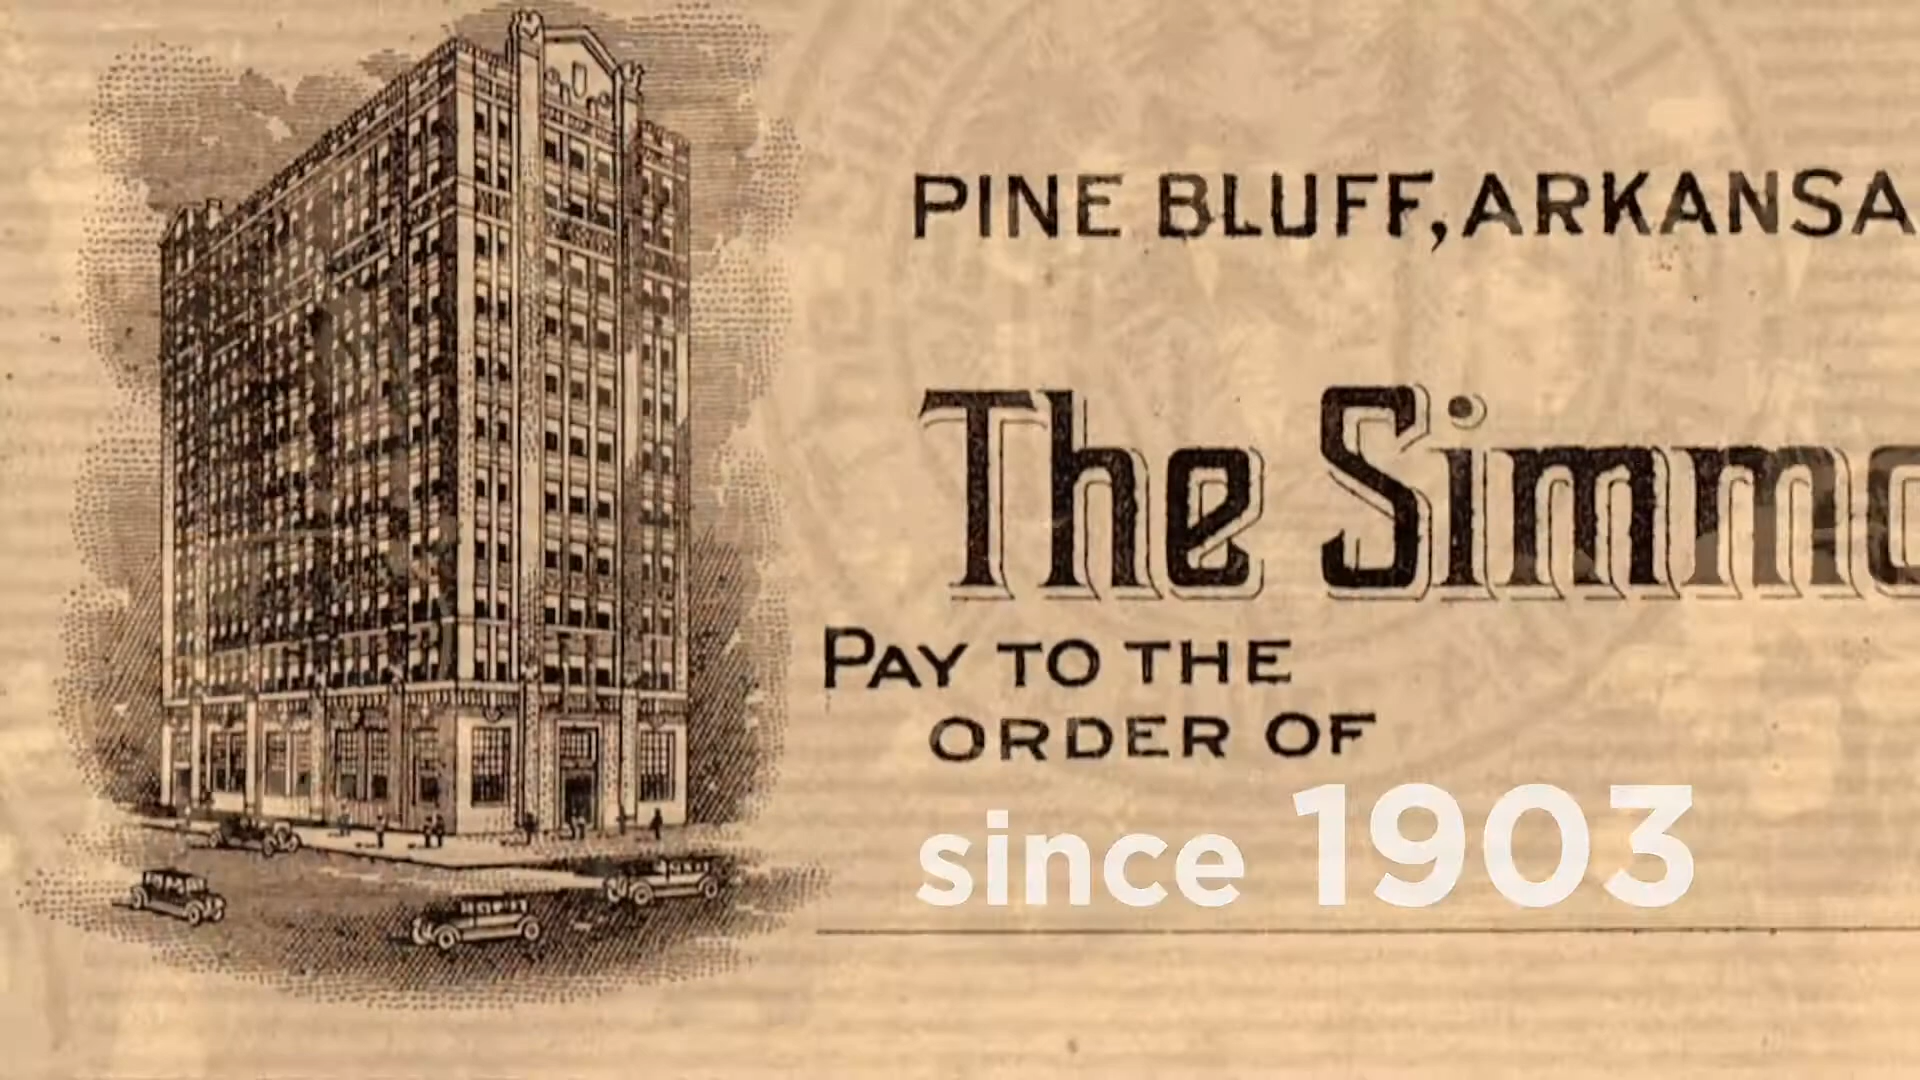 PINE BLUFF, ARKANSA
The Simmo
PAY TO THE
ORDER OF
since 1903